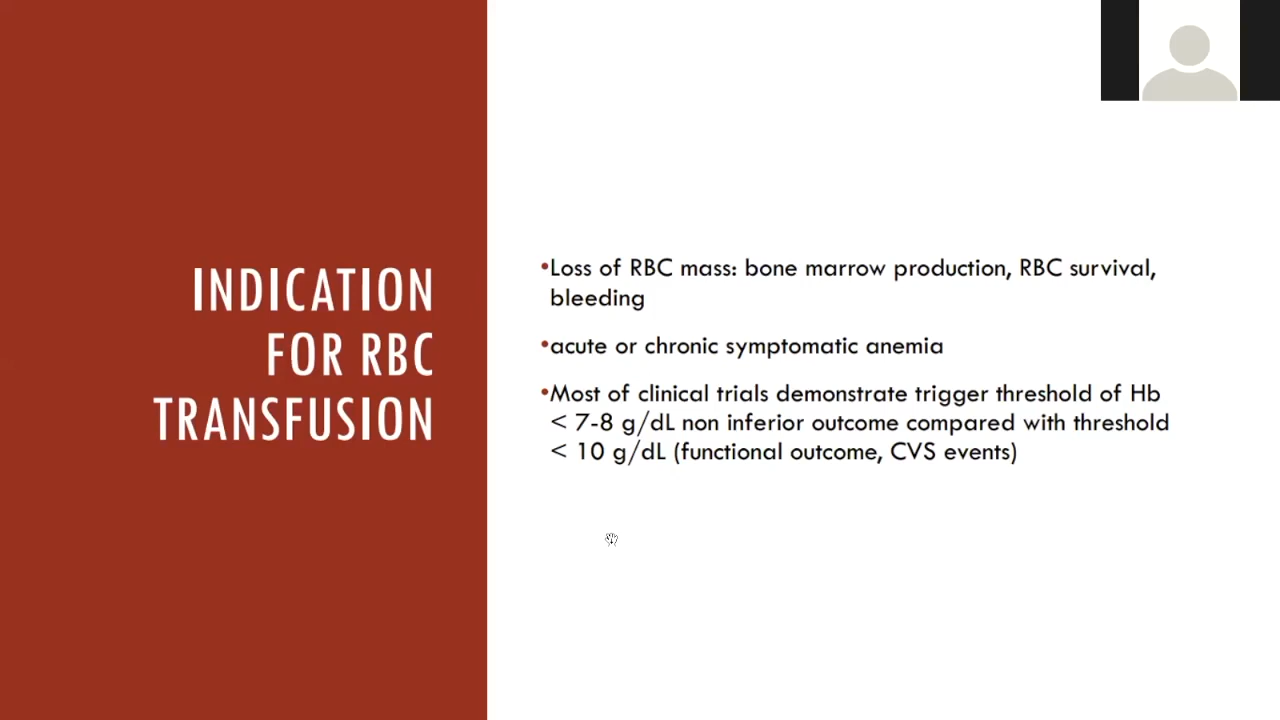 INDICATION
FOR RBC
TRANSFUSION
•Loss of RBC mass: bone marrow production, RBC survival,
bleeding
•acute or chronic symptomatic anemia
•Most of clinical trials demonstrate trigger threshold of Hb
< 7-8 g/dL non inferior outcome compared with threshold
< 10 g/dL (functional outcome, CVS events)